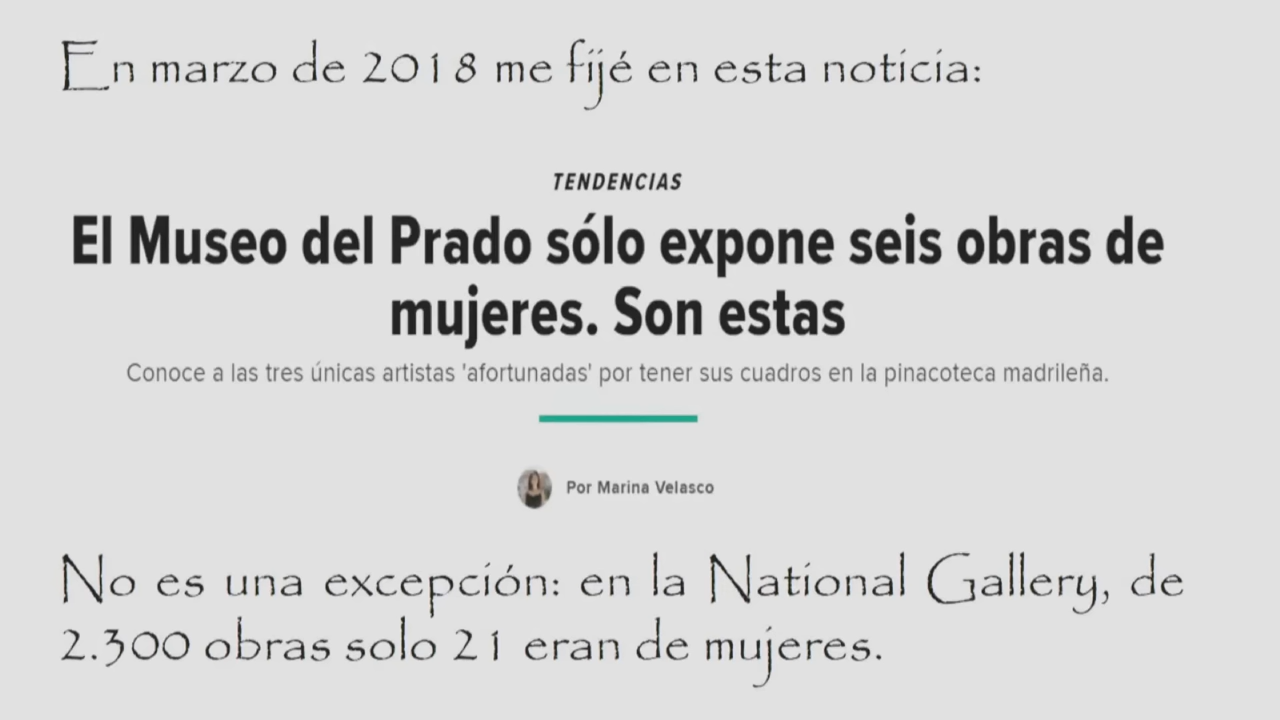 En marzo de 2018 me fijé en esta noticia:
TENDENCIAS
El Museo del Prado sólo expone seis obras de
mujeres. Son estas
Conoce a las tres únicas artistas 'afortunadas' por tener sus cuadros en la pinacoteca madrileña.
Por Marina Velasco
No es una excepción: en la National Gallery, de
2.300 obras solo 21 eran de mujeres.